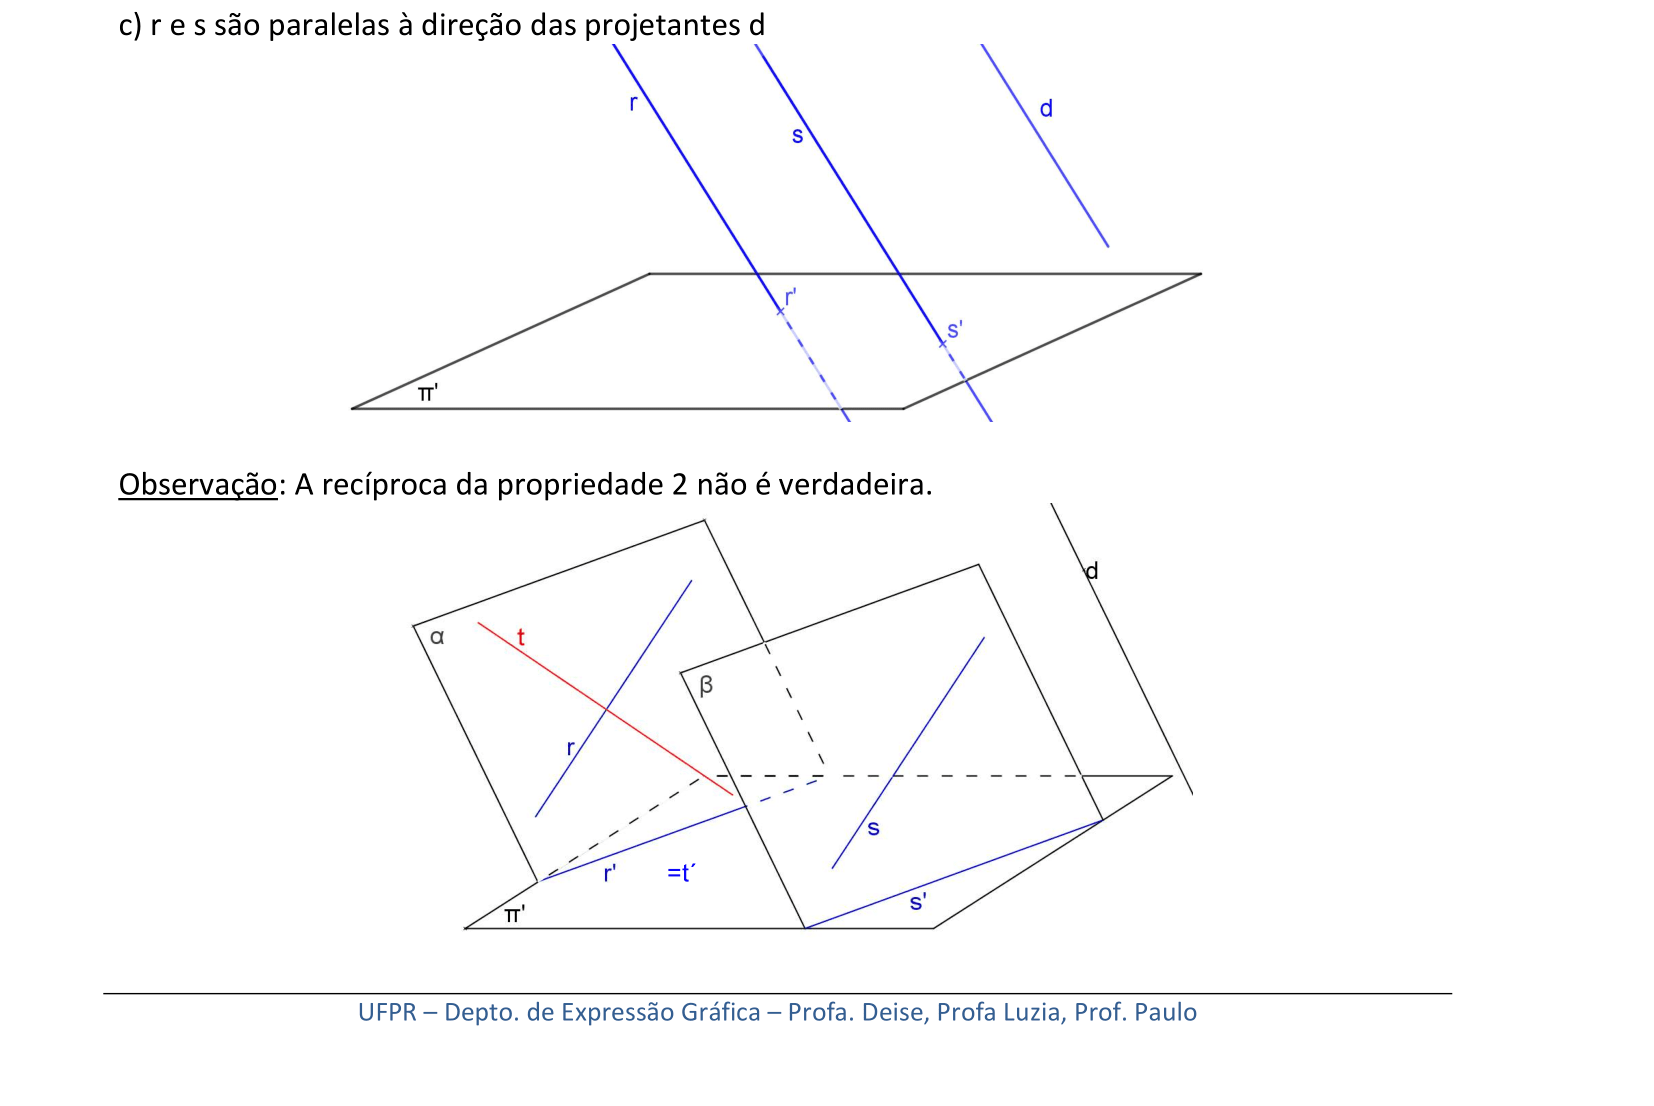 c) r e s são paralelas à direção das projetantes d
r
s
d
r'
s'
π'
Observação: A recíproca da propriedade 2 não é verdadeira.
d
α
t
β
r
s
r' =t´
s'
π'
UFPR – Depto. de Expressão Gráfica – Profa. Deise, Profa Luzia, Prof. Paulo